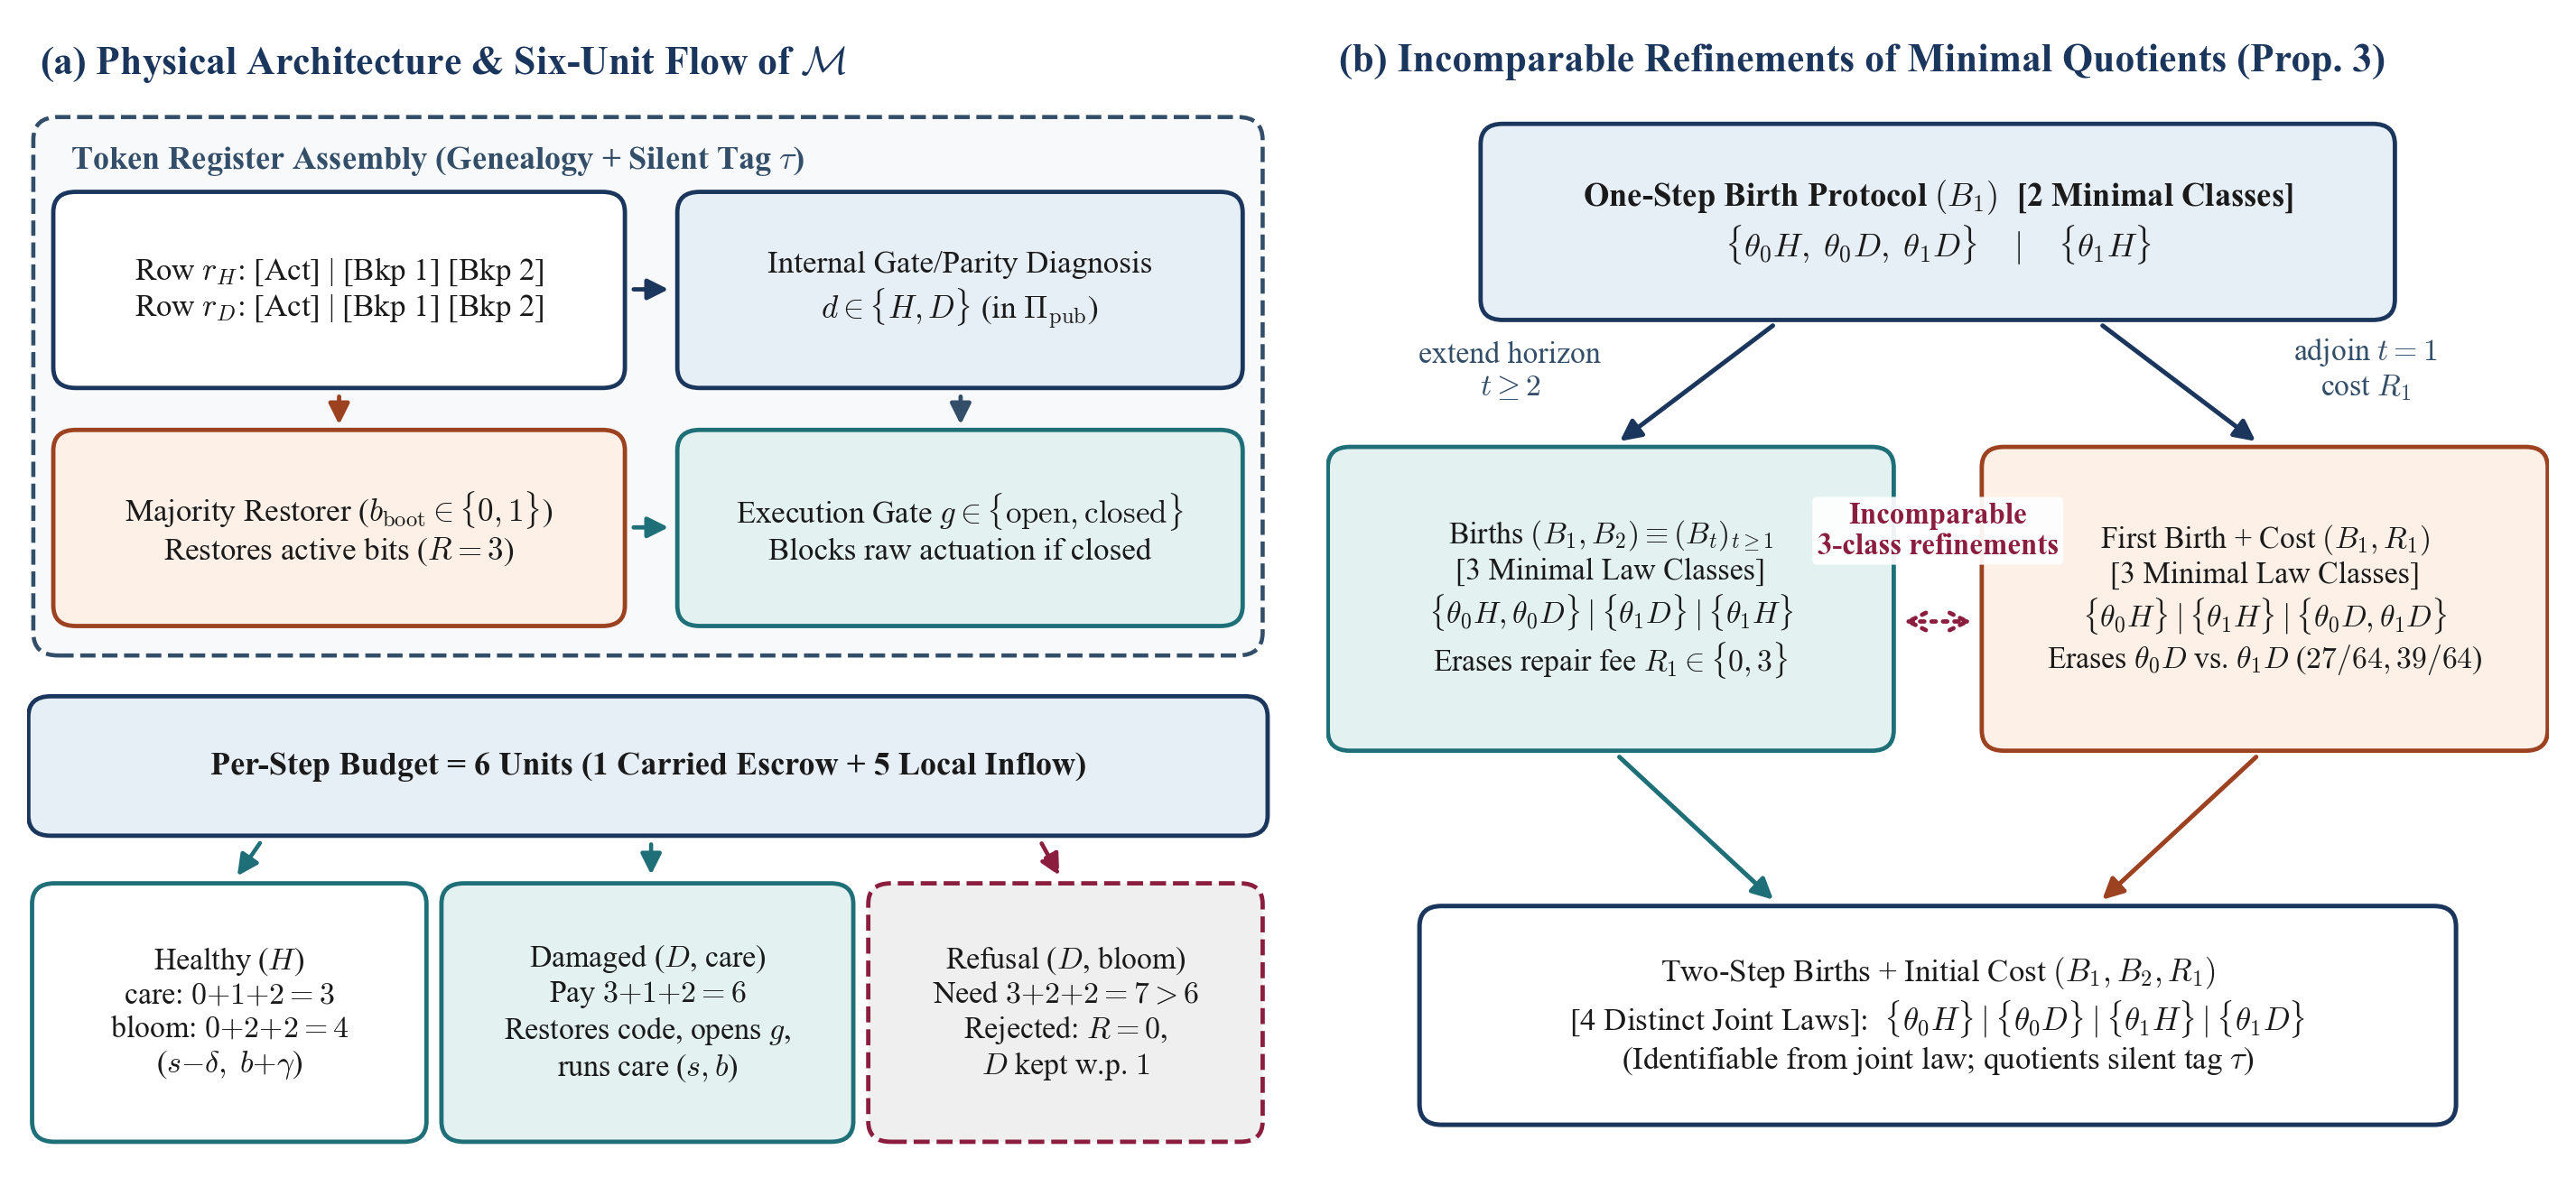 (a) Physical Architecture & Six-Unit Flow of ℳ
Token Register Assembly (Genealogy + Silent Tag τ)
Row r_H: [Act] | [Bkp 1] [Bkp 2]
Row r_D: [Act] | [Bkp 1] [Bkp 2]
Internal Gate/Parity Diagnosis
d ∈ {H, D} (in Π_pub)
Majority Restorer (b_boot ∈ {0, 1})
Restores active bits (R = 3)
Execution Gate g ∈ {open, closed}
Blocks raw actuation if closed
Per-Step Budget = 6 Units (1 Carried Escrow + 5 Local Inflow)
Healthy (H)
care: 0+1+2 = 3
bloom: 0+2+2 = 4
(s−δ, b+γ)
Damaged (D, care)
Pay 3+1+2 = 6
Restores code, opens g,
runs care (s, b)
Refusal (D, bloom)
Need 3+2+2 = 7 > 6
Rejected: R = 0,
D kept w.p. 1
(b) Incomparable Refinements of Minimal Quotients (Prop. 3)
One-Step Birth Protocol (B₁) [2 Minimal Classes]
{θ₀H, θ₀D, θ₁D} | {θ₁H}
extend horizon
t ≥ 2
adjoin t = 1
cost R₁
Births (B₁, B₂) ≡ (B_t)_{t ≥ 1}
[3 Minimal Law Classes]
{θ₀H, θ₀D} | {θ₁D} | {θ₁H}
Erases repair fee R₁ ∈ {0, 3}
Incomparable
3-class refinements
First Birth + Cost (B₁, R₁)
[3 Minimal Law Classes]
{θ₀H} | {θ₁H} | {θ₀D, θ₁D}
Erases θ₀D vs. θ₁D (27/64, 39/64)
Two-Step Births + Initial Cost (B₁, B₂, R₁)
[4 Distinct Joint Laws]: {θ₀H} | {θ₀D} | {θ₁H} | {θ₁D}
(Identifiable from joint law; quotients silent tag τ)